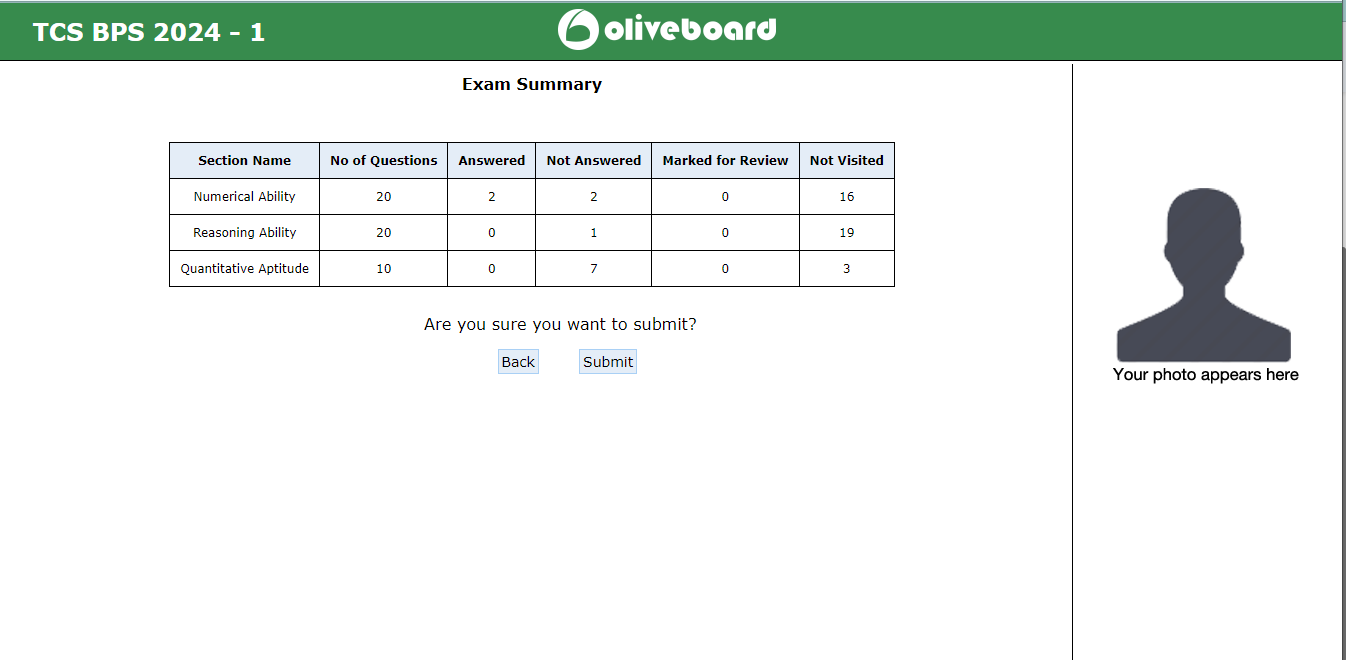 TCS BPS 2024 - 1
oliveboard
Exam Summary
Section Name No of Questions Answered Not Answered Marked for Review Not Visited
Numerical Ability 20 2 2 0 16
Reasoning Ability 20 0 1 0 19
Quantitative Aptitude 10 0 7 0 3
Are you sure you want to submit?
Back Submit
Your photo appears here